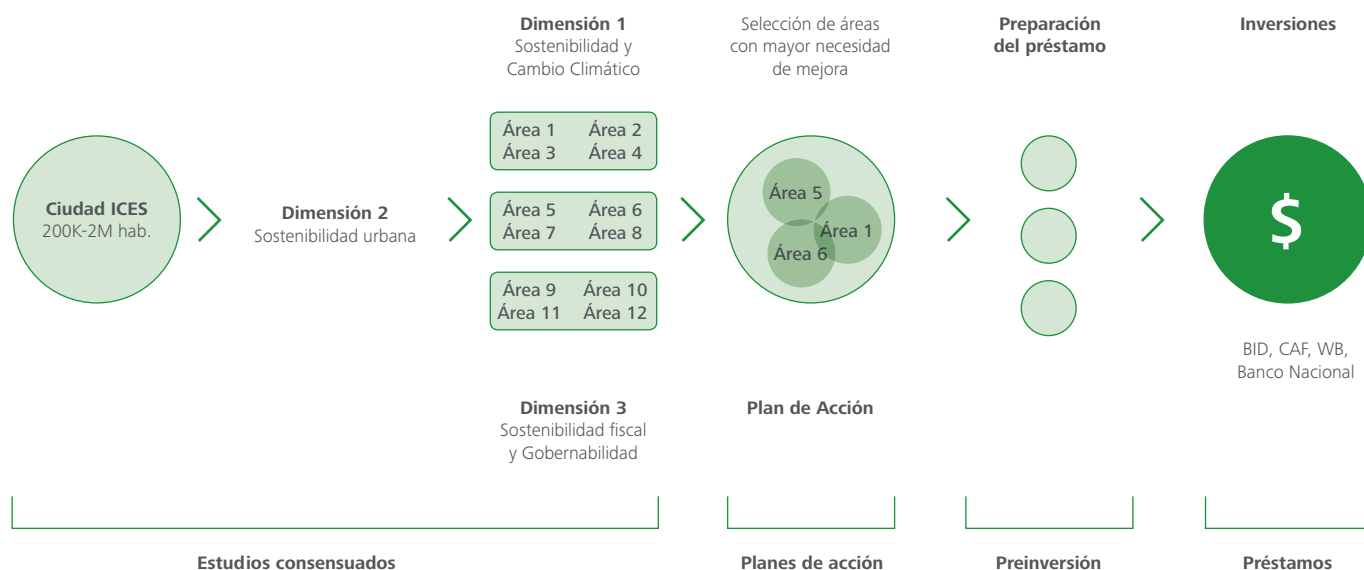 Ciudad ICES
200K-2M hab.
Dimensión 2
Sostenibilidad urbana
Dimensión 1
Sostenibilidad y
Cambio Climático
Área 1 Área 2
Área 3 Área 4
Área 5 Área 6
Área 7 Área 8
Área 9 Área 10
Área 11 Área 12
Dimensión 3
Sostenibilidad fiscal
y Gobernabilidad
Selección de áreas
con mayor necesidad
de mejora
Área 5
Área 1
Área 6
Plan de Acción
Preparación
del préstamo
Inversiones
$
BID, CAF, WB,
Banco Nacional
Estudios consensuados
Planes de acción
Preinversión
Préstamos